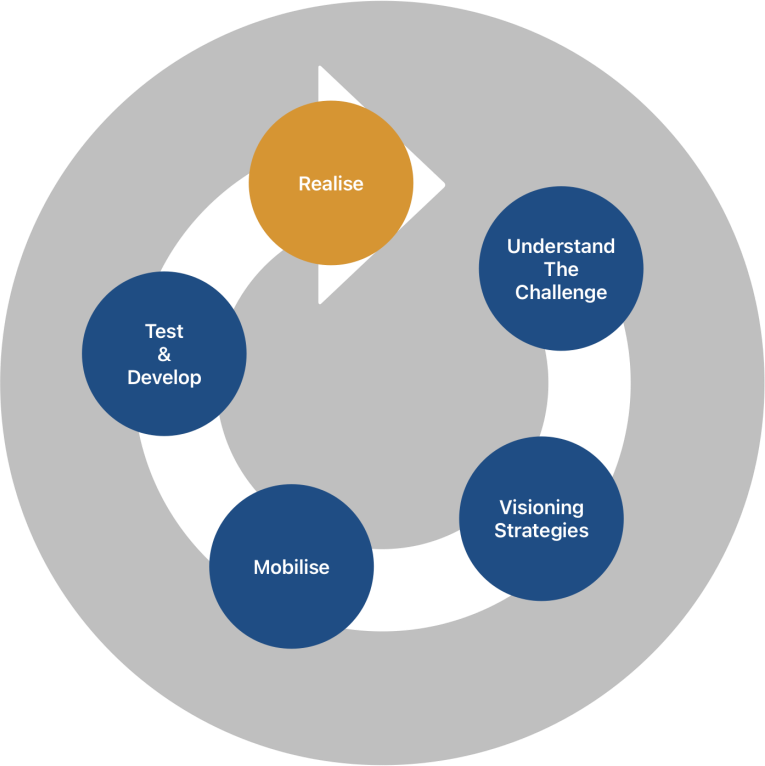 Realise
Understand
The
Challenge
Test
&
Develop
Visioning
Strategies
Mobilise